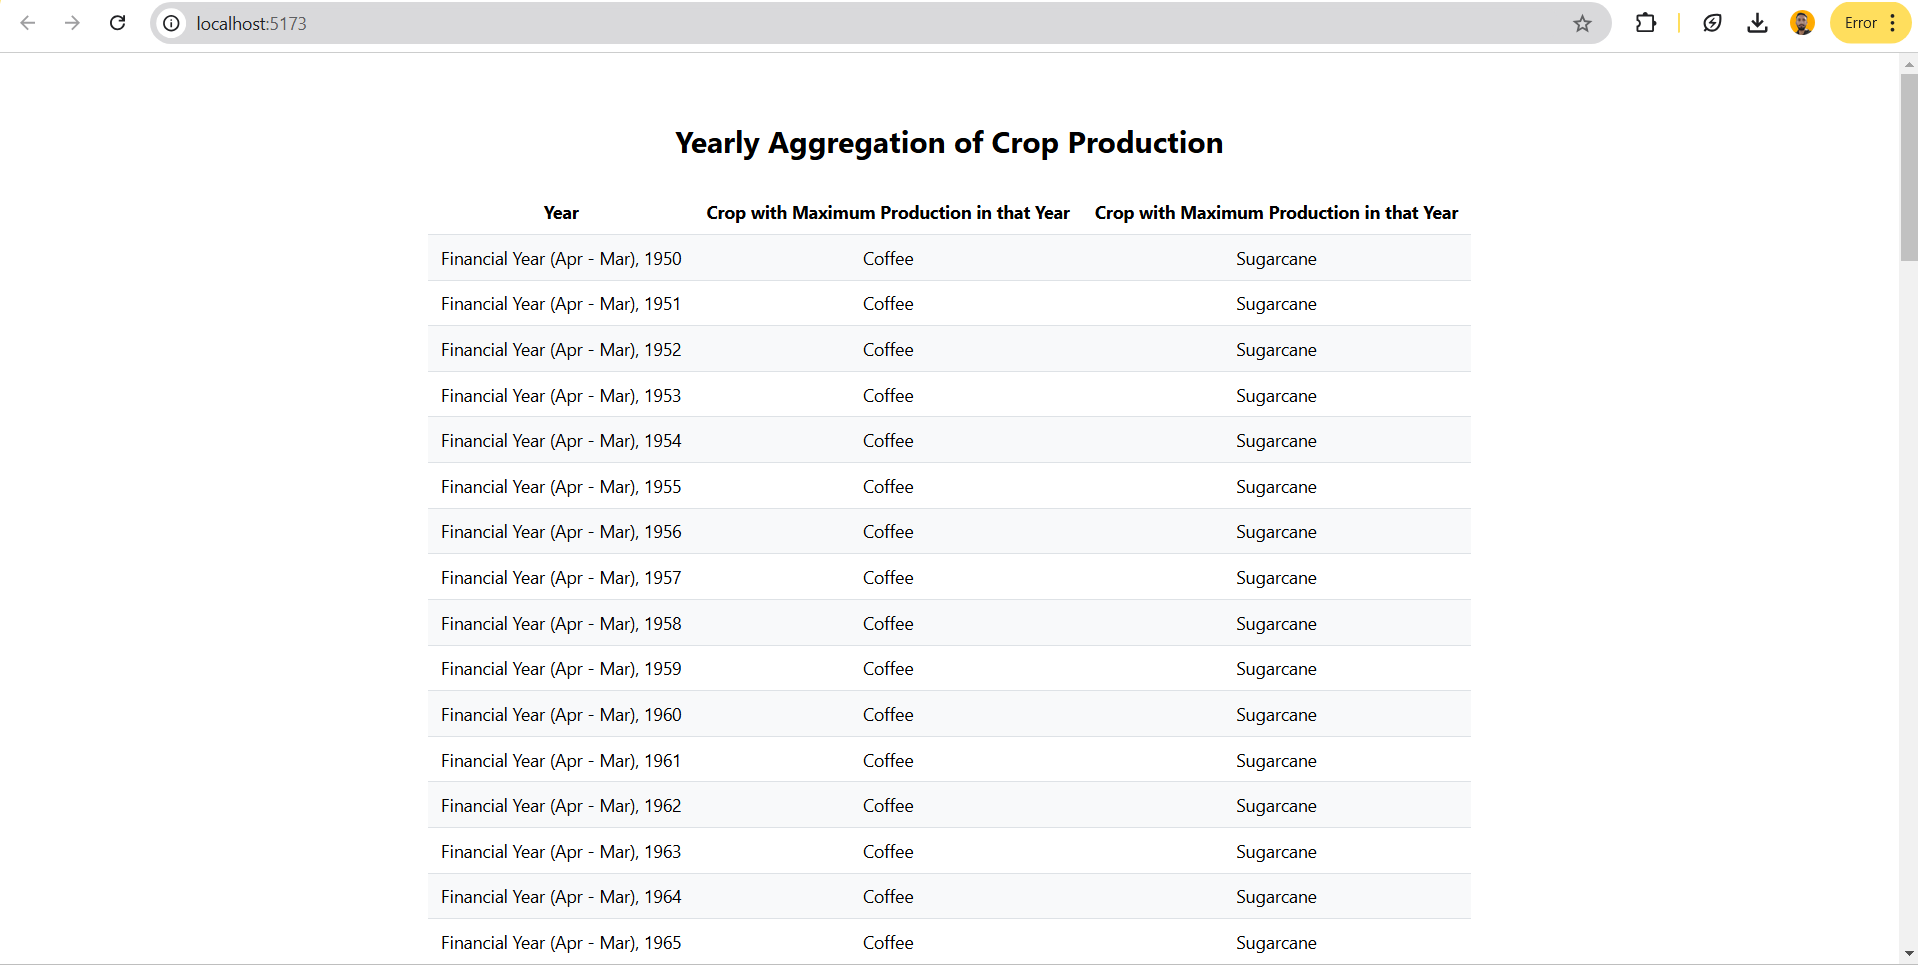 localhost:5173
Error
Yearly Aggregation of Crop Production
Year Crop with Maximum Production in that Year Crop with Maximum Production in that Year
Financial Year (Apr - Mar), 1950 Coffee Sugarcane
Financial Year (Apr - Mar), 1951 Coffee Sugarcane
Financial Year (Apr - Mar), 1952 Coffee Sugarcane
Financial Year (Apr - Mar), 1953 Coffee Sugarcane
Financial Year (Apr - Mar), 1954 Coffee Sugarcane
Financial Year (Apr - Mar), 1955 Coffee Sugarcane
Financial Year (Apr - Mar), 1956 Coffee Sugarcane
Financial Year (Apr - Mar), 1957 Coffee Sugarcane
Financial Year (Apr - Mar), 1958 Coffee Sugarcane
Financial Year (Apr - Mar), 1959 Coffee Sugarcane
Financial Year (Apr - Mar), 1960 Coffee Sugarcane
Financial Year (Apr - Mar), 1961 Coffee Sugarcane
Financial Year (Apr - Mar), 1962 Coffee Sugarcane
Financial Year (Apr - Mar), 1963 Coffee Sugarcane
Financial Year (Apr - Mar), 1964 Coffee Sugarcane
Financial Year (Apr - Mar), 1965 Coffee Sugarcane